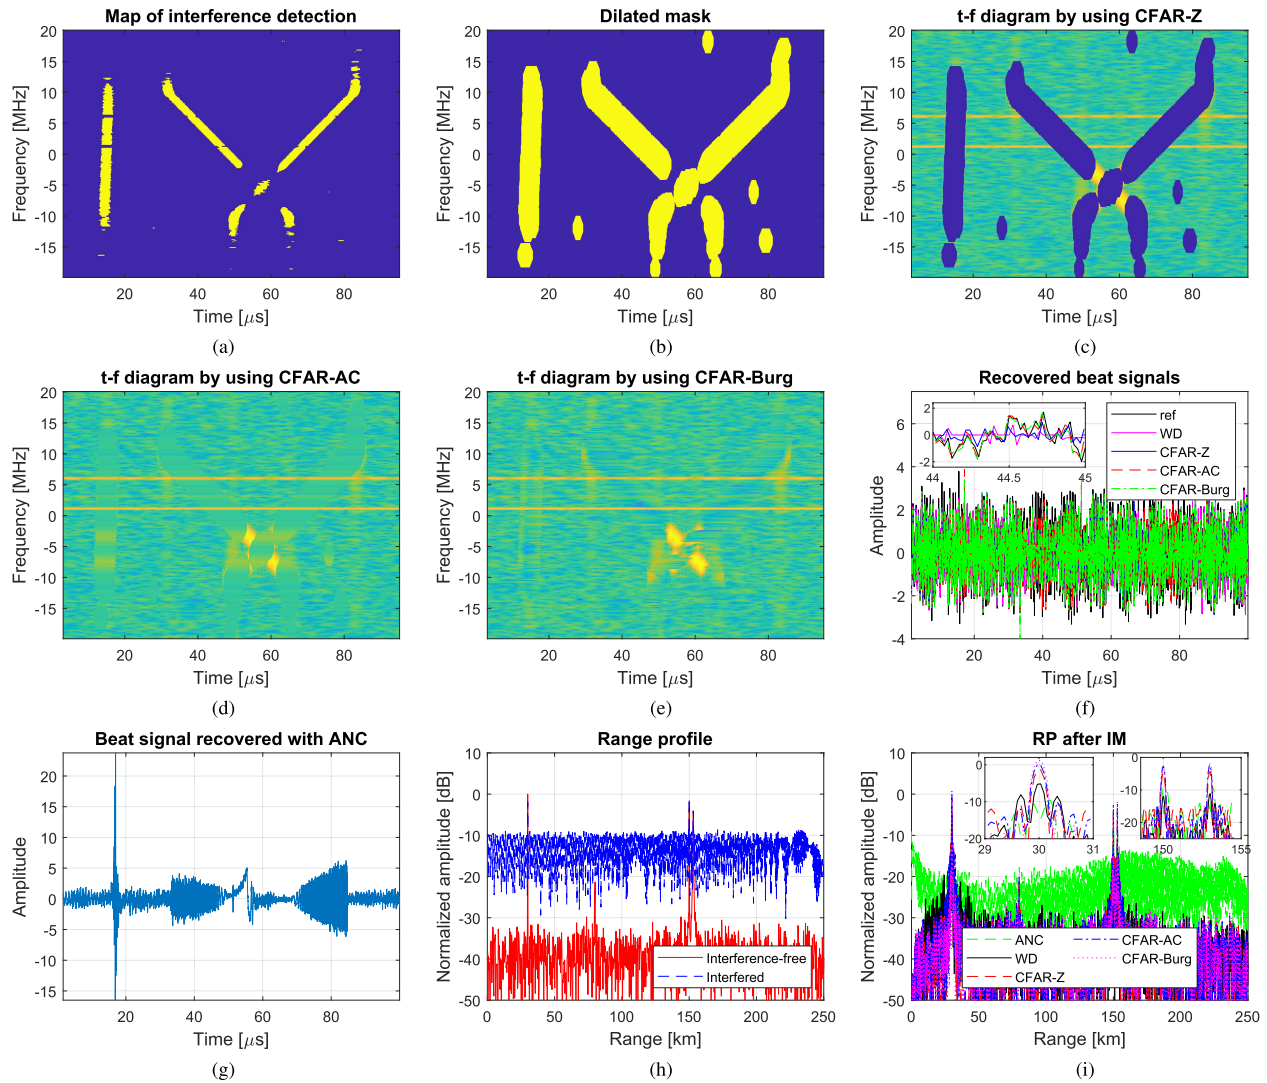 Map of interference detection
Frequency [MHz]
20
15
10
5
0
-5
-10
-15
20 40 60 80
Time [μs]
(a)
Dilated mask
Frequency [MHz]
20
15
10
5
0
-5
-10
-15
20 40 60 80
Time [μs]
(b)
t-f diagram by using CFAR-Z
Frequency [MHz]
20
15
10
5
0
-5
-10
-15
20 40 60 80
Time [μs]
(c)
t-f diagram by using CFAR-AC
Frequency [MHz]
20
15
10
5
0
-5
-10
-15
20 40 60 80
Time [μs]
(d)
t-f diagram by using CFAR-Burg
Frequency [MHz]
20
15
10
5
0
-5
-10
-15
20 40 60 80
Time [μs]
(e)
Recovered beat signals
Amplitude
6
4
2
0
-2
-4
2
0
-2
44 44.5 45
ref
WD
CFAR-Z
CFAR-AC
CFAR-Burg
20 40 60 80
Time [μs]
(f)
Beat signal recovered with ANC
Amplitude
20
15
10
5
0
-5
-10
-15
20 40 60 80
Time [μs]
(g)
Range profile
Normalized amplitude [dB]
10
0
-10
-20
-30
-40
-50
Interference-free
Interfered
0 50 100 150 200 250
Range [km]
(h)
RP after IM
Normalized amplitude [dB]
10
0
-10
-20
-30
-40
-50
0
-10
-20
29 30 31
0
-10
-20
150 155
ANC
WD
CFAR-Z
CFAR-AC
CFAR-Burg
0 50 100 150 200 250
Range [km]
(i)